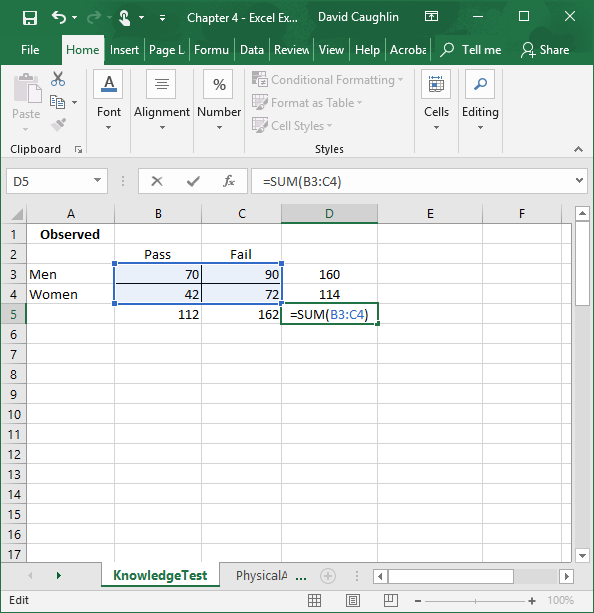 Chapter 4 - Excel Ex... David Caughlin
File Home Insert Page L Formu Data Review View Help Acroba Tell me Share
Paste Font Alignment % Number Conditional Formatting Format as Table Cell Styles Cells Editing
Clipboard Styles
D5 fx =SUM(B3:C4)
A B C D E F
1 Observed
2 Pass Fail
3 Men 70 90 160
4 Women 42 72 114
5 112 162 =SUM(B3:C4)
6
7
8
9
10
11
12
13
14
15
16
17
KnowledgeTest PhysicalA ...
Edit 100%